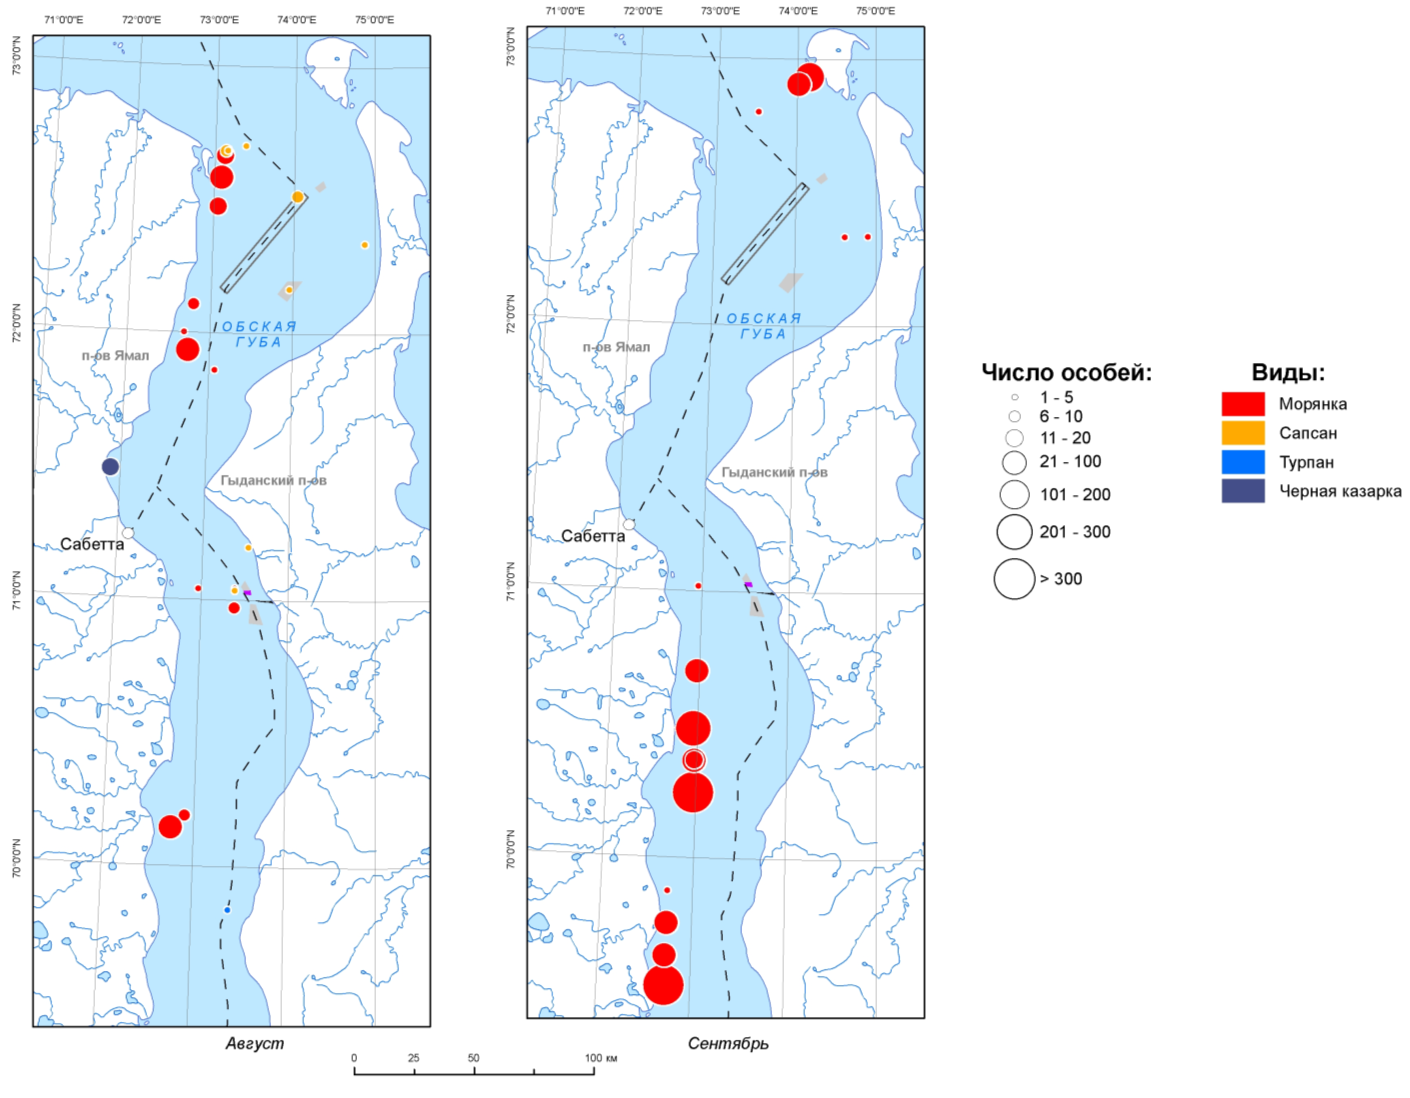 71°0'0"E 72°0'0"E 73°0'0"E 74°0'0"E 75°0'0"E
73°0'0"N
72°0'0"N
71°0'0"N
70°0'0"N
ОБСКАЯ
ГУБА
п-ов Ямал
Гыданский п-ов
Сабетта
Август
71°0'0"E 72°0'0"E 73°0'0"E 74°0'0"E 75°0'0"E
73°0'0"N
72°0'0"N
71°0'0"N
70°0'0"N
ОБСКАЯ
ГУБА
п-ов Ямал
Гыданский п-ов
Сабетта
Сентябрь
0 25 50 100 км
Число особей:
1 - 5
6 - 10
11 - 20
21 - 100
101 - 200
201 - 300
> 300
Виды:
Морянка
Сапсан
Турпан
Черная казарка